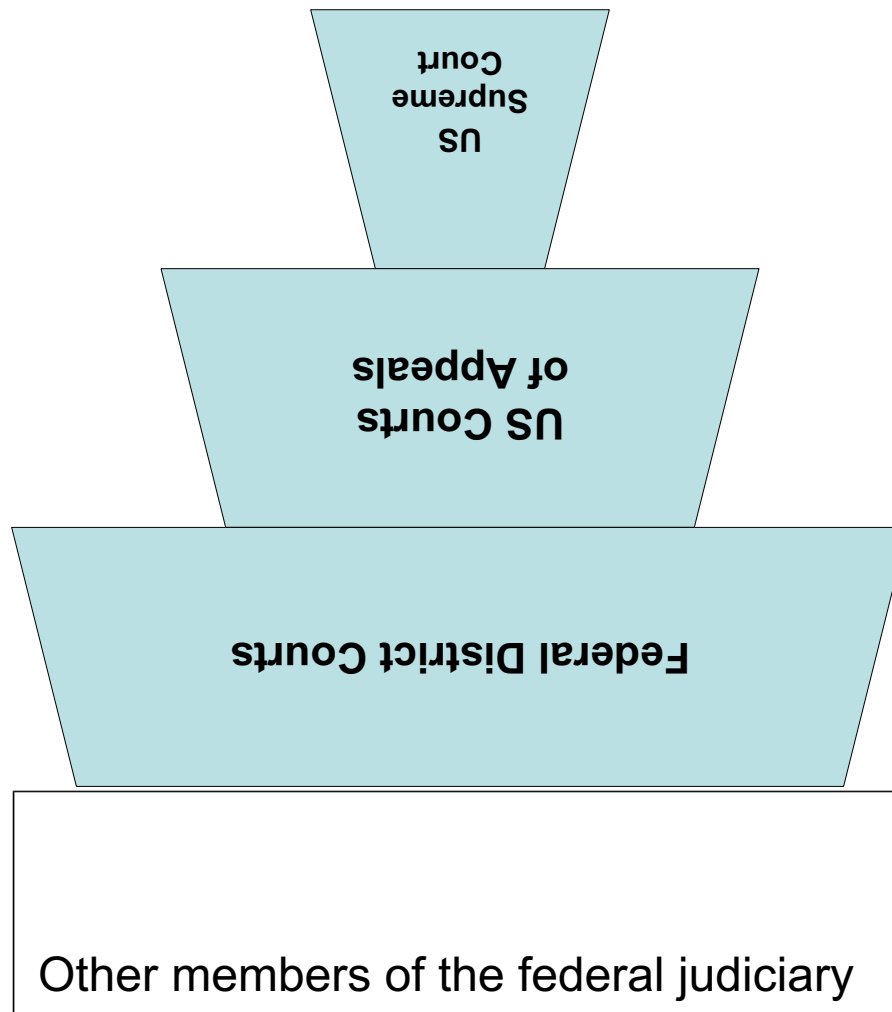 US
Supreme
Court
US Courts
of Appeals
Federal District Courts
Other members of the federal judiciary